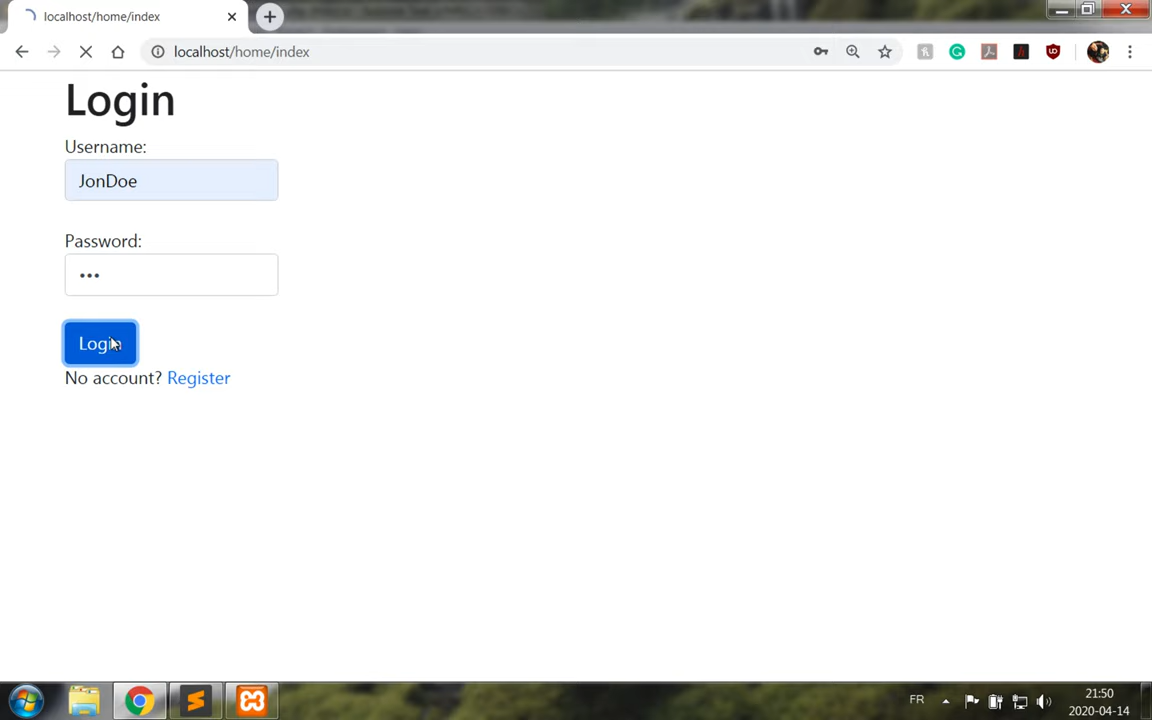 localhost/home/index
localhost/home/index
Login
Username:
JonDoe
Password:
•••
Login
No account? Register
FR
21:50
2020-04-14